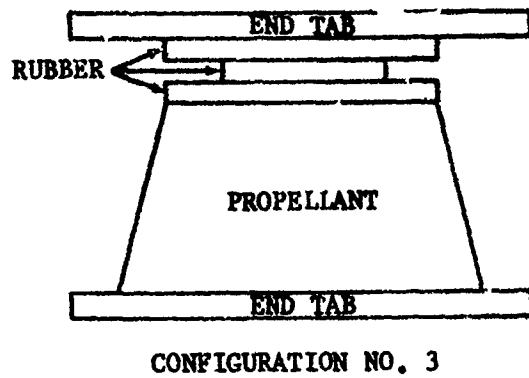 END TAB
RUBBER
PROPELLANT
END TAB
CONFIGURATION NO. 3